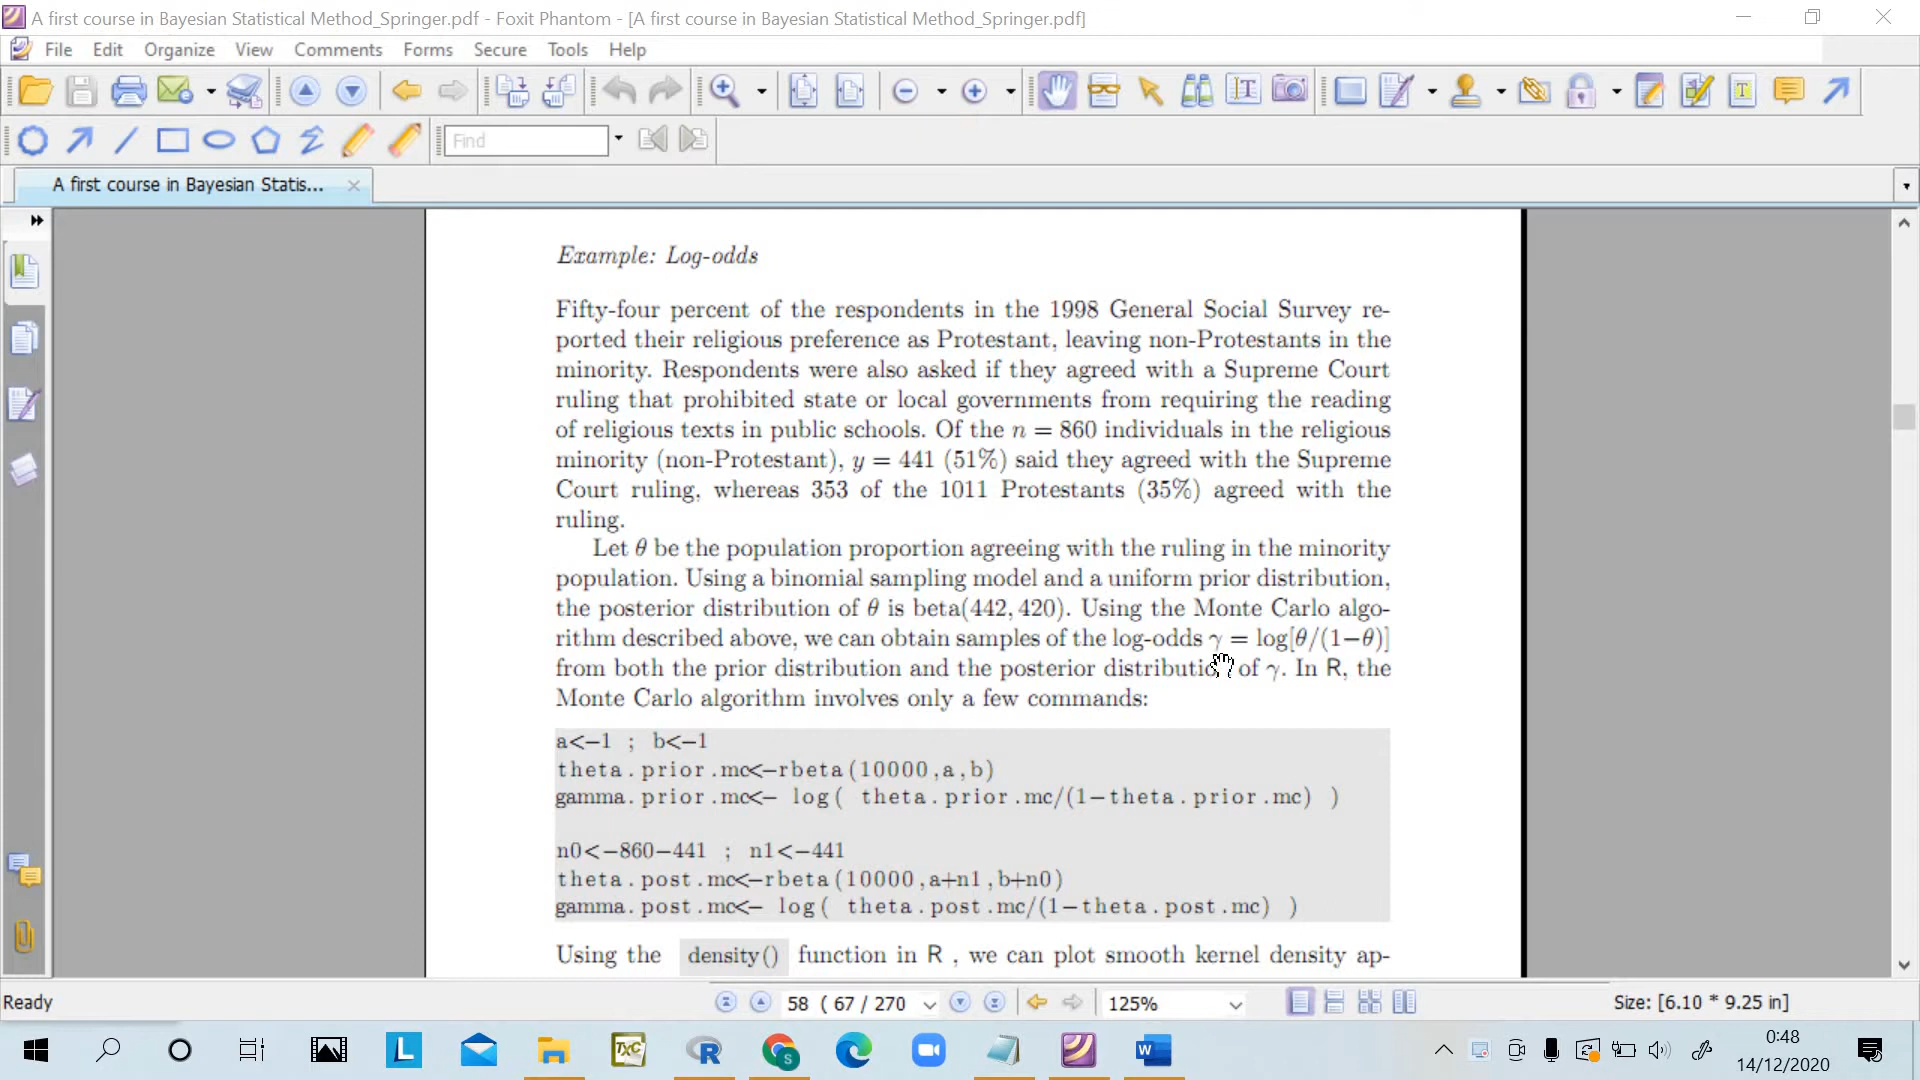 A first course in Bayesian Statistical Method_Springer.pdf - Foxit Phantom - [A first course in Bayesian Statistical Method_Springer.pdf]
File Edit Organize View Comments Forms Secure Tools Help
Find
A first course in Bayesian Statis...
Example: Log-odds
Fifty-four percent of the respondents in the 1998 General Social Survey re-
ported their religious preference as Protestant, leaving non-Protestants in the
minority. Respondents were also asked if they agreed with a Supreme Court
ruling that prohibited state or local governments from requiring the reading
of religious texts in public schools. Of the n = 860 individuals in the religious
minority (non-Protestant), y = 441 (51%) said they agreed with the Supreme
Court ruling, whereas 353 of the 1011 Protestants (35%) agreed with the
ruling.
Let θ be the population proportion agreeing with the ruling in the minority
population. Using a binomial sampling model and a uniform prior distribution,
the posterior distribution of θ is beta(442, 420). Using the Monte Carlo algo-
rithm described above, we can obtain samples of the log-odds γ = log[θ/(1−θ)]
from both the prior distribution and the posterior distribution of γ. In R, the
Monte Carlo algorithm involves only a few commands:
a<−1 ; b<−1
theta.prior.mc<−rbeta(10000,a,b)
gamma.prior.mc<− log( theta.prior.mc/(1−theta.prior.mc) )
n0<−860−441 ; n1<−441
theta.post.mc<−rbeta(10000,a+n1,b+n0)
gamma.post.mc<− log( theta.post.mc/(1−theta.post.mc) )
Using the density() function in R , we can plot smooth kernel density ap-
Ready 58 ( 67 / 270 125% Size: [6.10 * 9.25 in]
L TXC R S W 0:48
14/12/2020